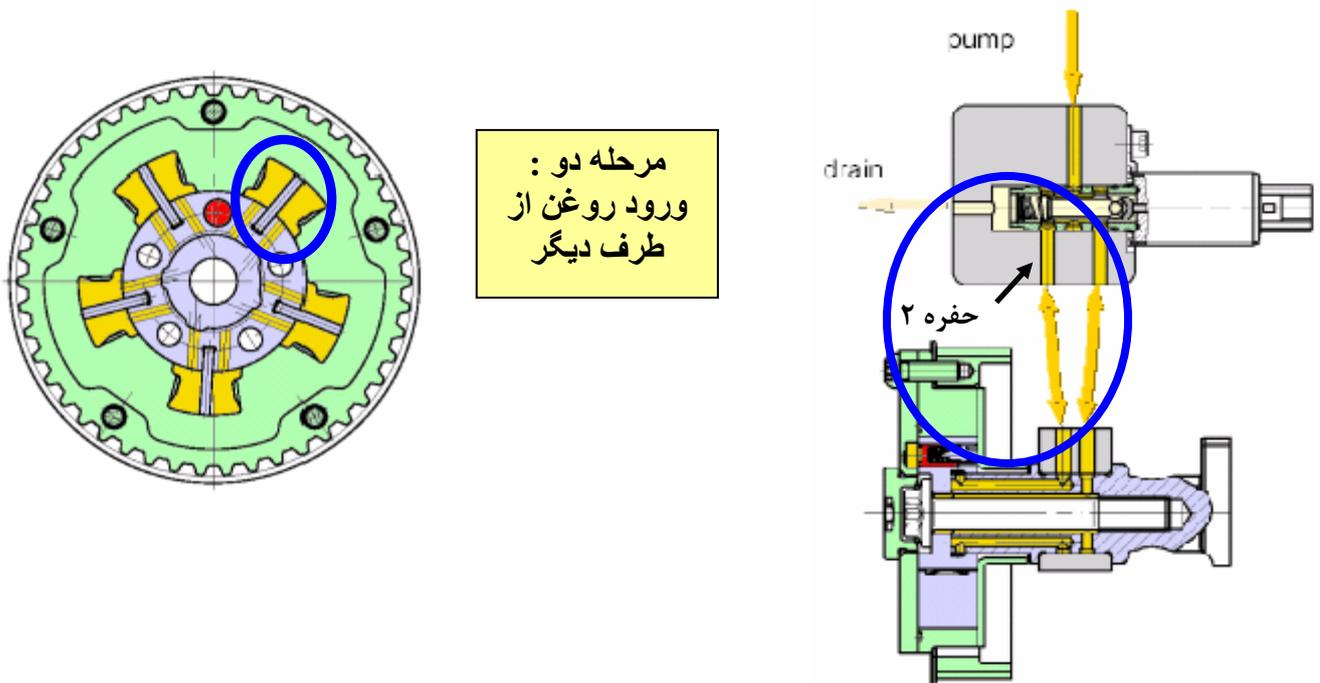 pump
drain
مرحله دو :
ورود روغن از
طرف دیگر
حفره ۲